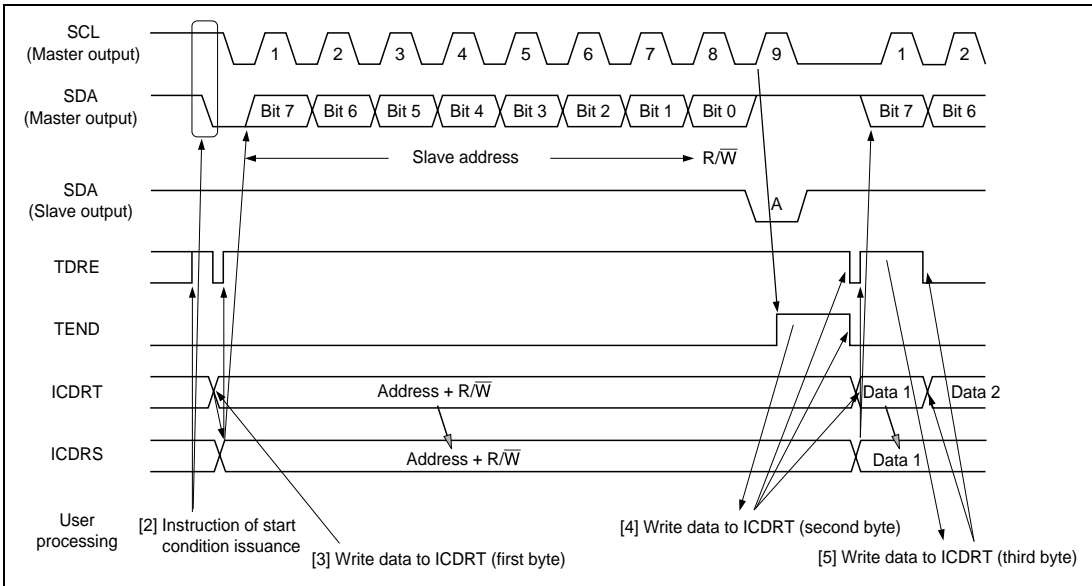 SCL
(Master output)
1 2 3 4 5 6 7 8 9 1 2
SDA
(Master output)
Bit 7 Bit 6 Bit 5 Bit 4 Bit 3 Bit 2 Bit 1 Bit 0 Bit 7 Bit 6
Slave address R/W̅
SDA
(Slave output)
A
TDRE
TEND
ICDRT
Address + R/W̅ Data 1 Data 2
ICDRS
Address + R/W̅ Data 1
User
processing
[2] Instruction of start
condition issuance
[3] Write data to ICDRT (first byte)
[4] Write data to ICDRT (second byte)
[5] Write data to ICDRT (third byte)